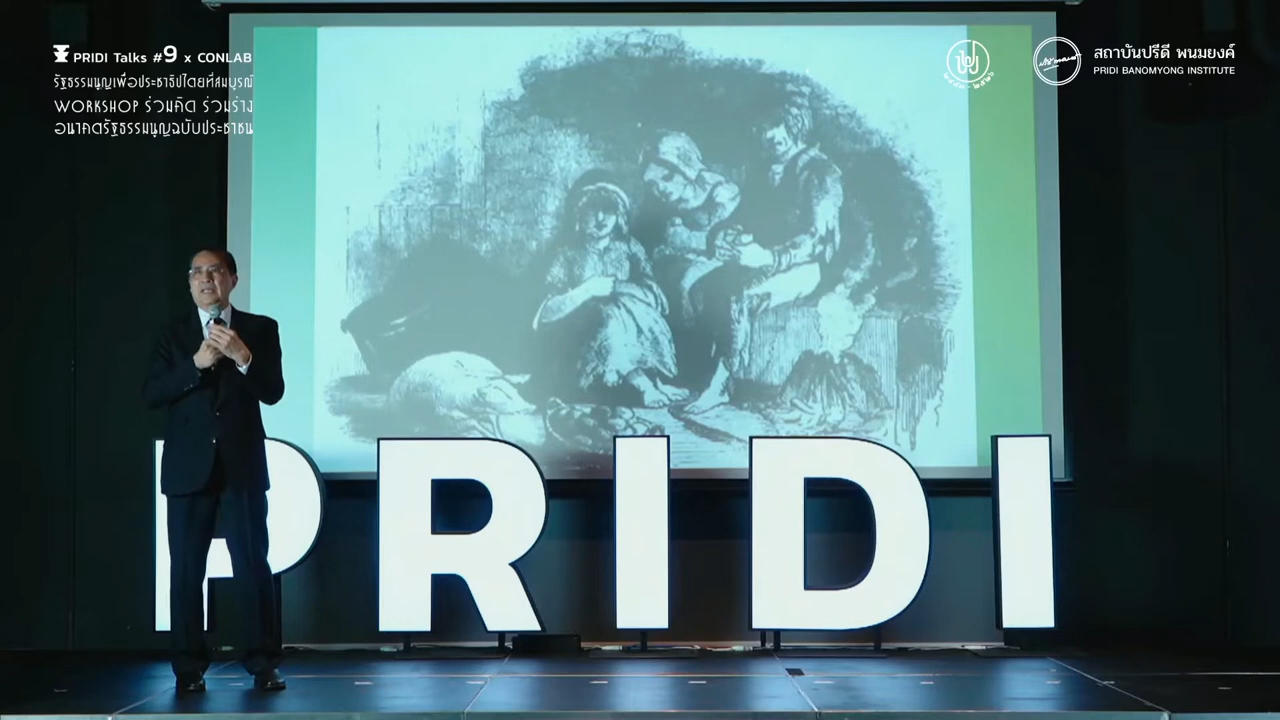 PRIDI Talks #9 x CONLAB
รัฐธรรมนูญเพื่อประชาธิปไตยที่สมบูรณ์
WORKSHOP ร่วมคิด ร่วมร่าง
อนาคตรัฐธรรมนูญฉบับประชาชน
สถาบันปรีดี พนมยงค์
PRIDI BANOMYONG INSTITUTE
PRIDI